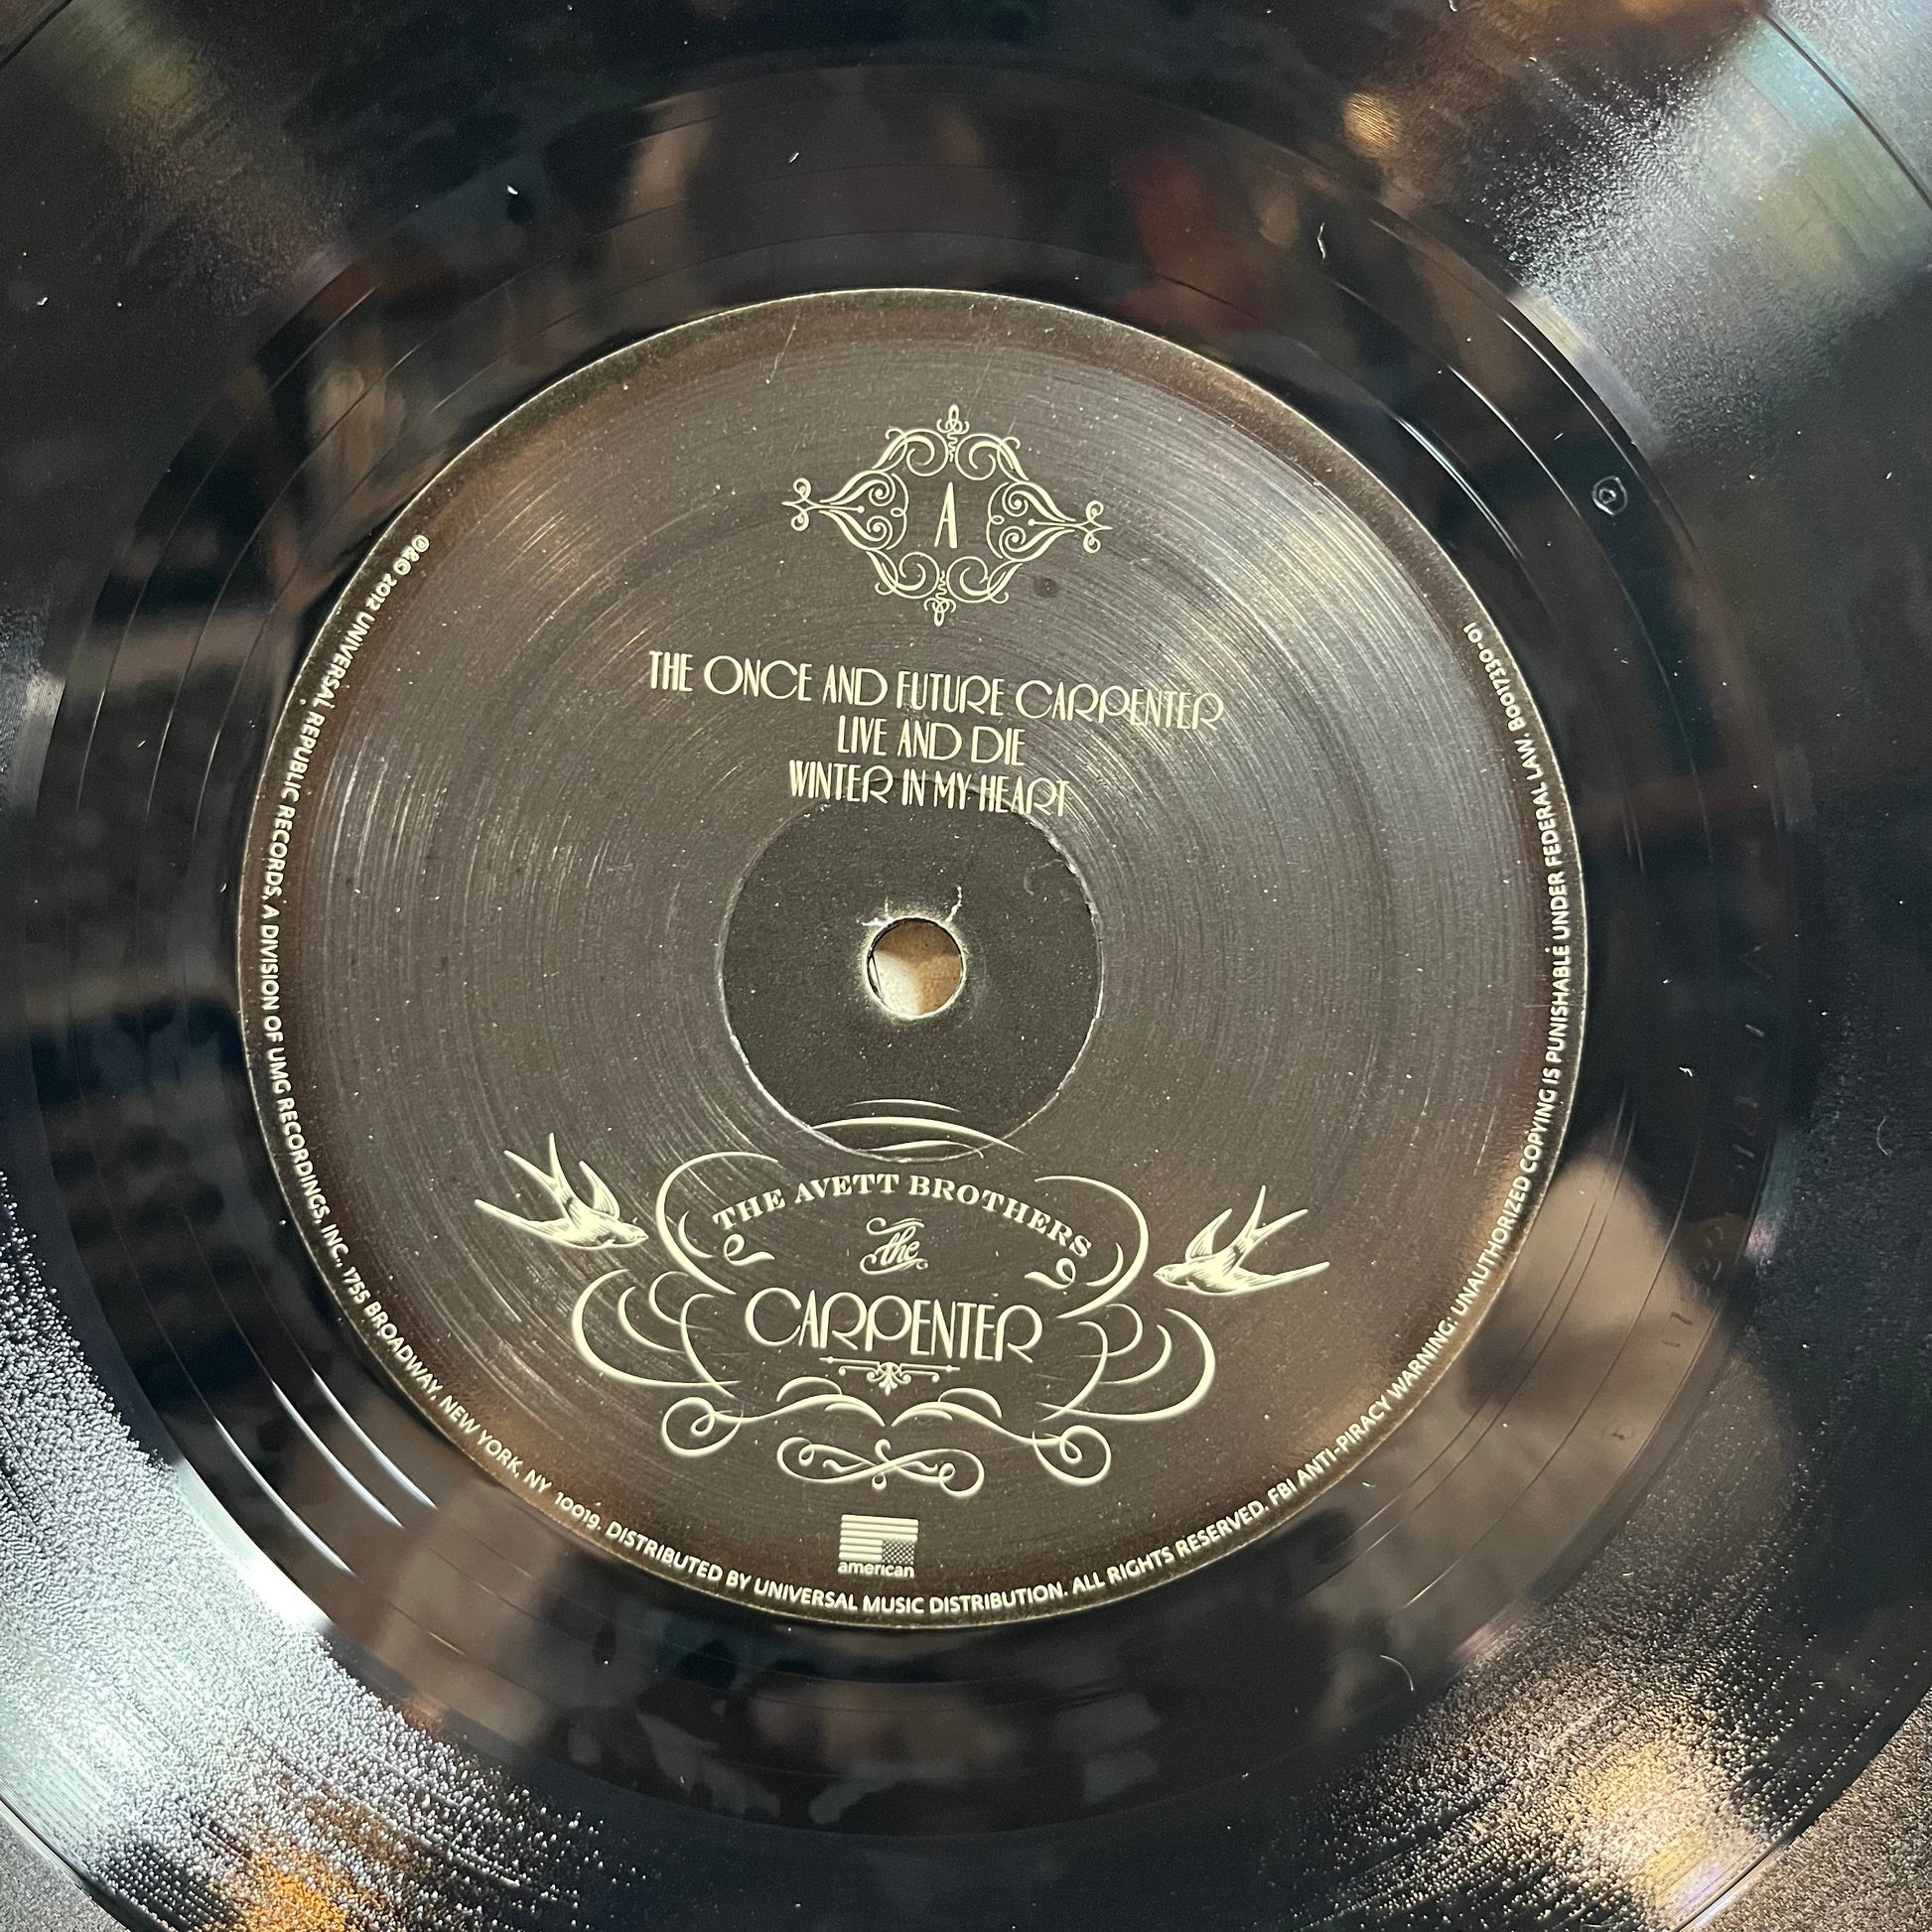 A
THE ONCE AND FUTURE CARPENTER
LIVE AND DIE
WINTER IN MY HEART
THE AVETT BROTHERS
the
CARPENTER
american
℗&© 2012 UNIVERSAL REPUBLIC RECORDS, A DIVISION OF UMG RECORDINGS, INC., 1755 BROADWAY, NEW YORK, NY 10019. DISTRIBUTED BY UNIVERSAL MUSIC DISTRIBUTION. ALL RIGHTS RESERVED. FBI ANTI-PIRACY WARNING: UNAUTHORIZED COPYING IS PUNISHABLE UNDER FEDERAL LAW. B0017330-01